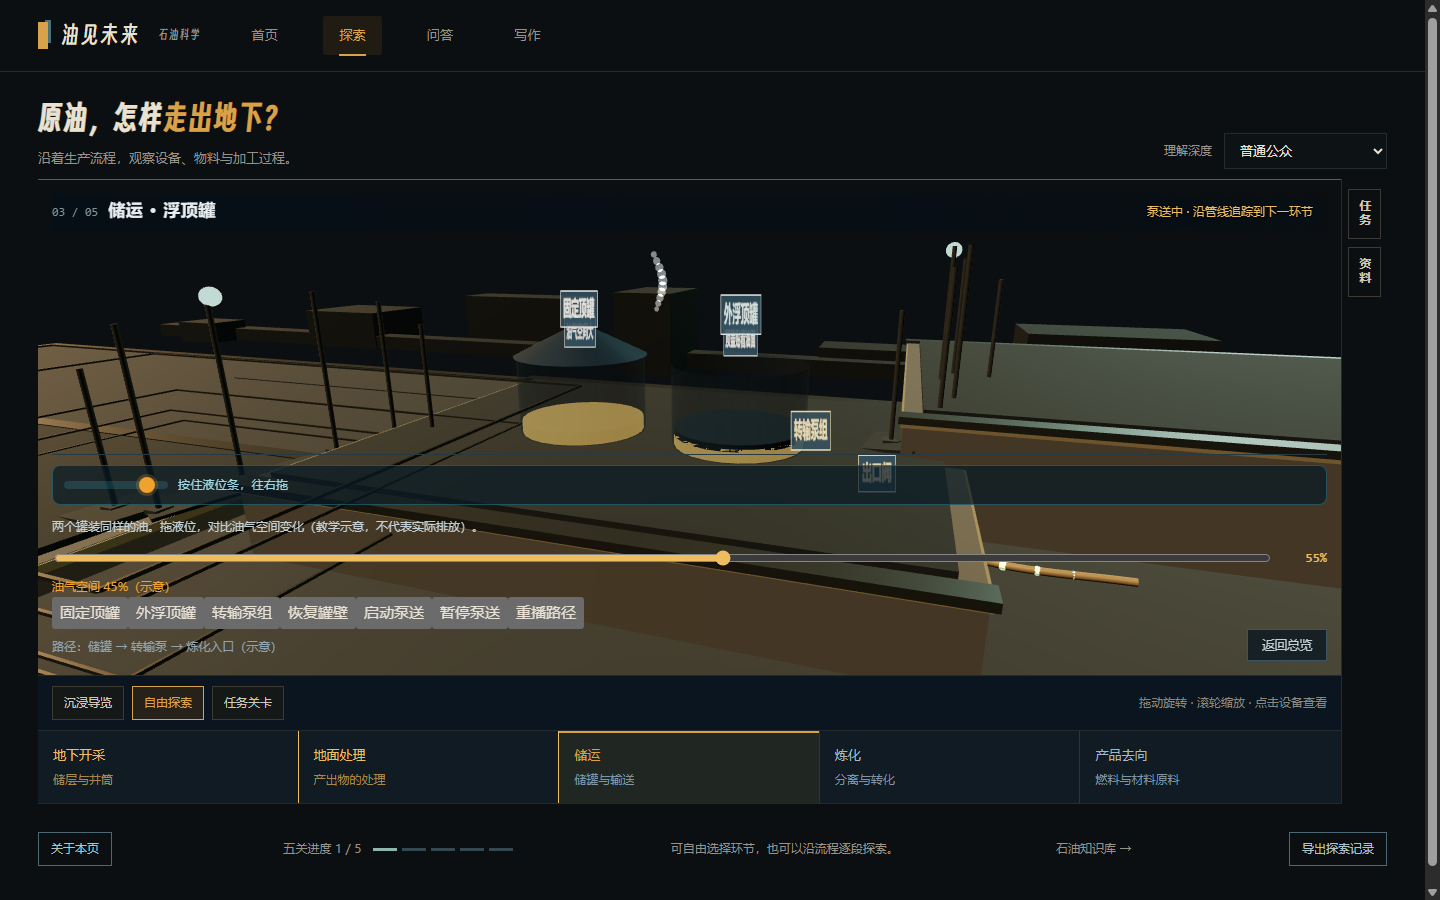 油见未来 石油科学 首页 探索 问答 写作
原油，怎样走出地下？
沿着生产流程，观察设备、物料与加工过程。
理解深度 普通公众
03 / 05 储运 • 浮顶罐
泵送中 · 沿管线追踪到下一环节
任务
资料
固定顶罐
外浮顶罐
转输泵组
出口阀
按住液位条，往右拖
两个罐装同样的油。拖液位，对比油气空间变化（教学示意，不代表实际排放）。
55%
油气空间 45%（示意）
固定顶罐 外浮顶罐 转输泵组 恢复罐壁 启动泵送 暂停泵送 重播路径
路径：储罐 → 转输泵 → 炼化入口（示意）
返回总览
沉浸导览 自由探索 任务关卡
拖动旋转 · 滚轮缩放 · 点击设备查看
地下开采 地面处理 储运 炼化 产品去向
储层与井筒 产出物的处理 储罐与输送 分离与转化 燃料与材料原料
关于本页 五关进度 1 / 5 可自由选择环节，也可以沿流程逐段探索。 石油知识库 → 导出探索记录